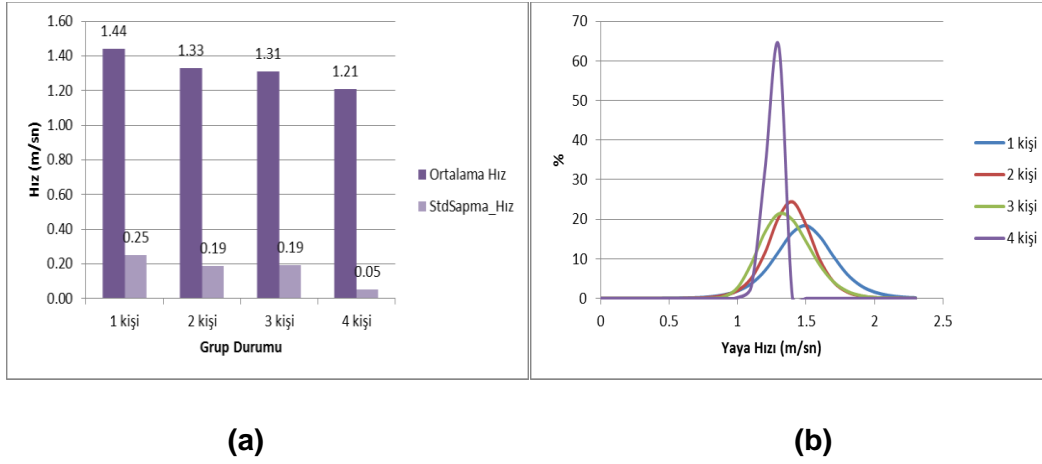 1.60
1.40
1.20
1.00
0.80
0.60
0.40
0.20
0.00
Hız (m/sn)
1.44
1.33
1.31
1.21
0.25
0.19
0.19
0.05
1 kişi
2 kişi
3 kişi
4 kişi
Grup Durumu
Ortalama Hız
StdSapma_Hız
70
60
50
40
30
20
10
0
%
0
0.5
1
1.5
2
2.5
Yaya Hızı (m/sn)
1 kişi
2 kişi
3 kişi
4 kişi
(a)
(b)